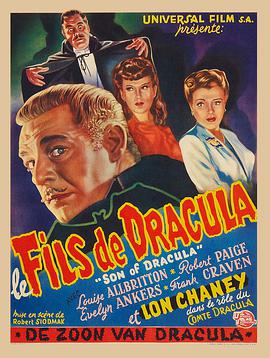 UNIVERSAL FILM S.A.
présente:
le FILS de DRACULA
"SON of DRACULA"
AVEC
Louise ALBRITTON * Robert PAIGE
Evelyn ANKERS * Frank CRAVEN
et LON CHANEY
dans le rôle du
COMTE DRACULA
mise en scène de
Robert SIODMAK
- DE ZOON VAN DRACULA -